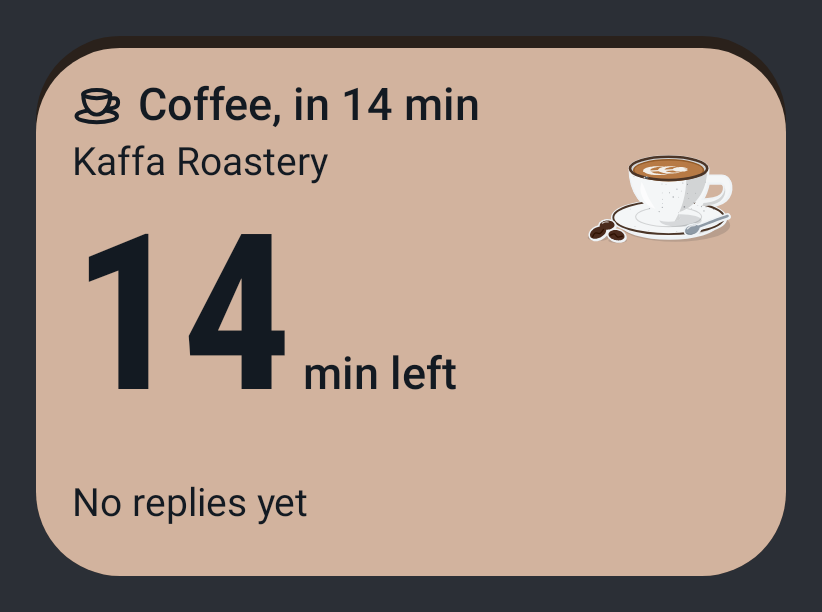 Coffee, in 14 min
Kaffa Roastery
14 min left
No replies yet